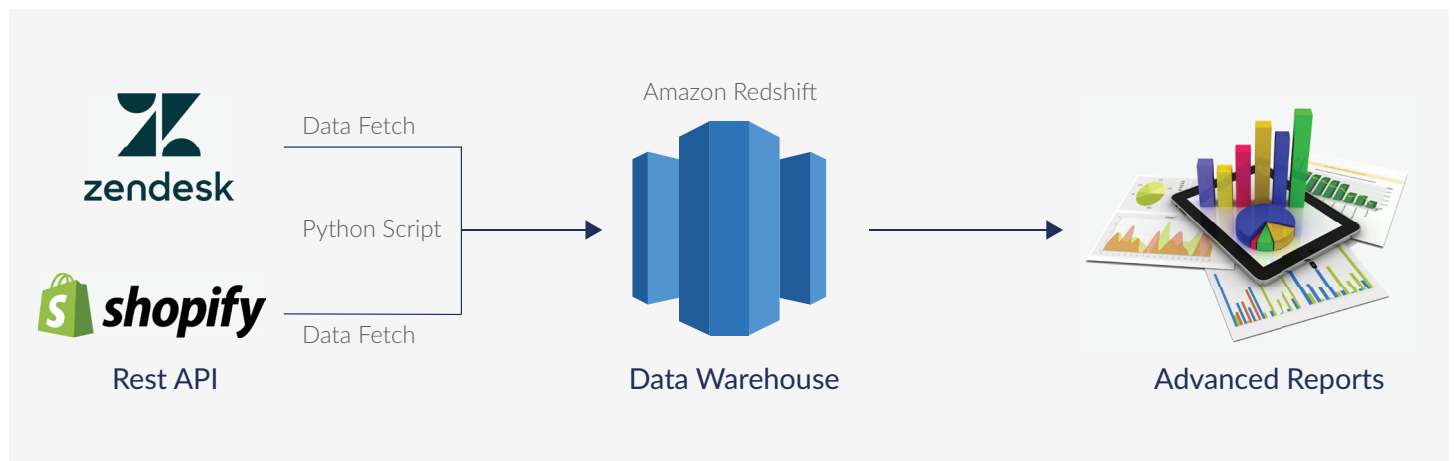 Amazon Redshift
Data Fetch
zendesk
Python Script
shopify
Data Fetch
Rest API
Data Warehouse
Advanced Reports